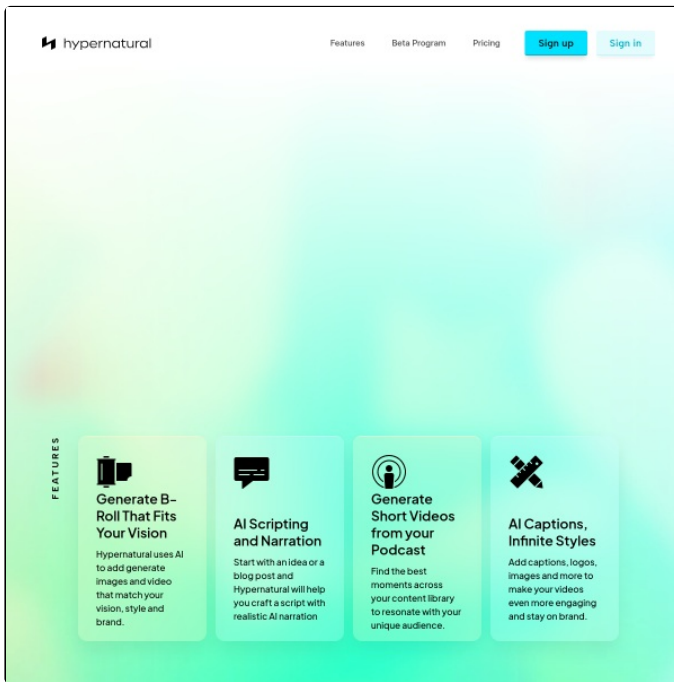 hypernatural
Features
Beta Program
Pricing
Sign up
Sign in
FEATURES
Generate B-
Roll That Fits
Your Vision
Hypernatural uses AI
to add generate
images and video
that match your
vision, style and
brand.
AI Scripting
and Narration
Start with an idea or a
blog post and
Hypernatural will help
you craft a script with
realistic AI narration
Generate
Short Videos
from your
Podcast
Find the best
moments across
your content library
to resonate with your
unique audience.
AI Captions,
Infinite Styles
Add captions, logos,
images and more to
make your videos
even more engaging
and stay on brand.